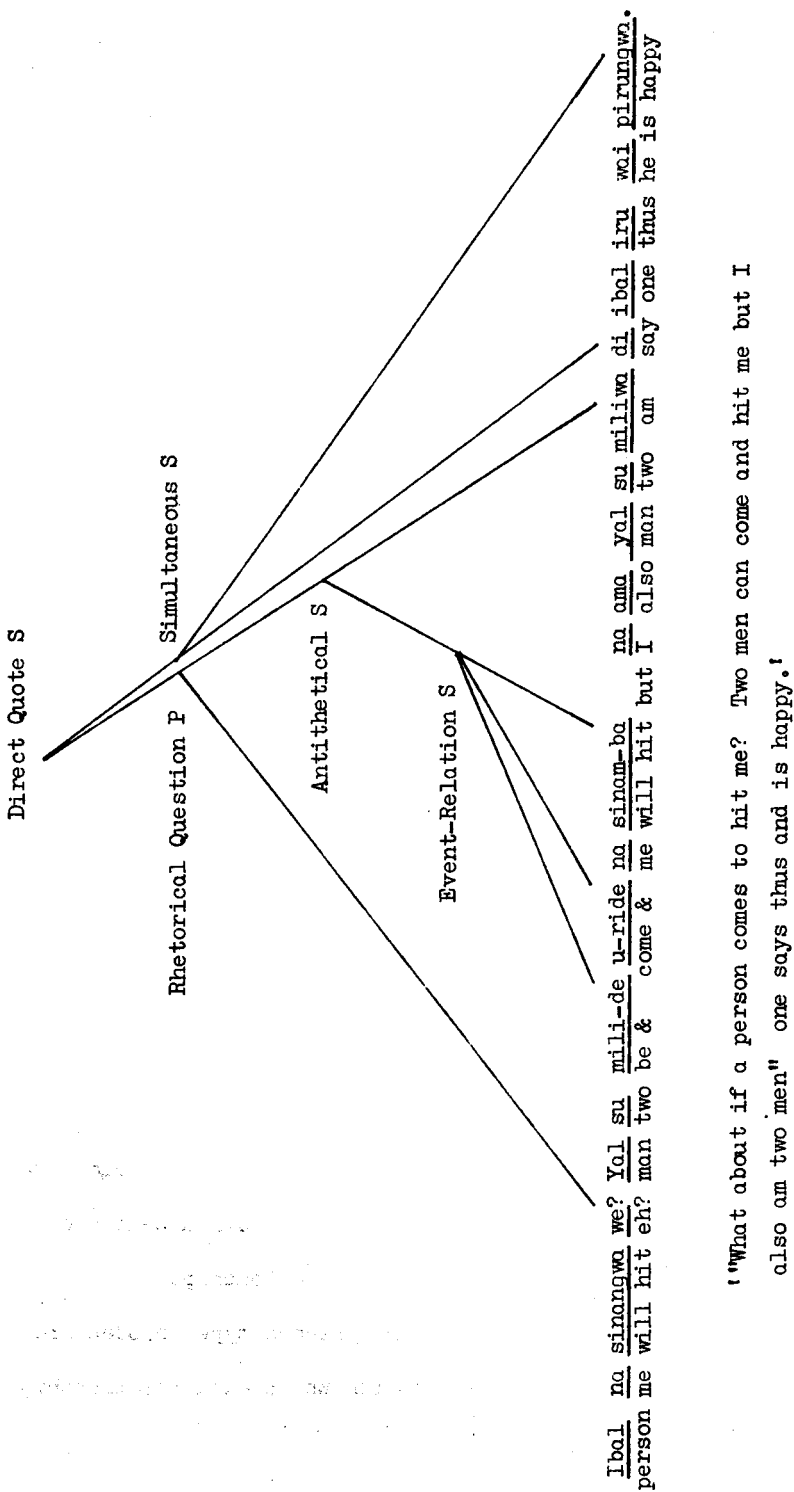 Direct Quote S
Rhetorical Question P Simultaneous S
Antithetical S
Event-Relation S
Ibal na sinangwa we? Yal su mili-de u-ride na sinam-ba na ama yal su miliwa di ibal iru wai pirungwa.
person me will hit eh? man two be & come & me will hit but I also man two am say one thus he is happy
'"What about if a person comes to hit me? Two men can come and hit me but I
also am two men" one says thus and is happy.'